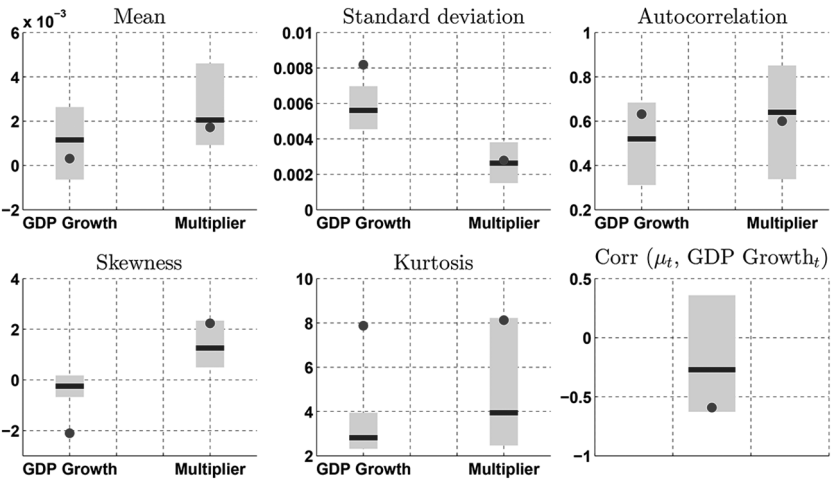 Mean
x 10⁻³
6
4
2
0
−2
GDP Growth Multiplier
Standard deviation
0.01
0.008
0.006
0.004
0.002
0
GDP Growth Multiplier
Autocorrelation
1
0.8
0.6
0.4
0.2
GDP Growth Multiplier
Skewness
4
2
0
−2
GDP Growth Multiplier
Kurtosis
10
8
6
4
2
GDP Growth Multiplier
Corr (μₜ, GDP Growthₜ)
0.5
0
−0.5
−1